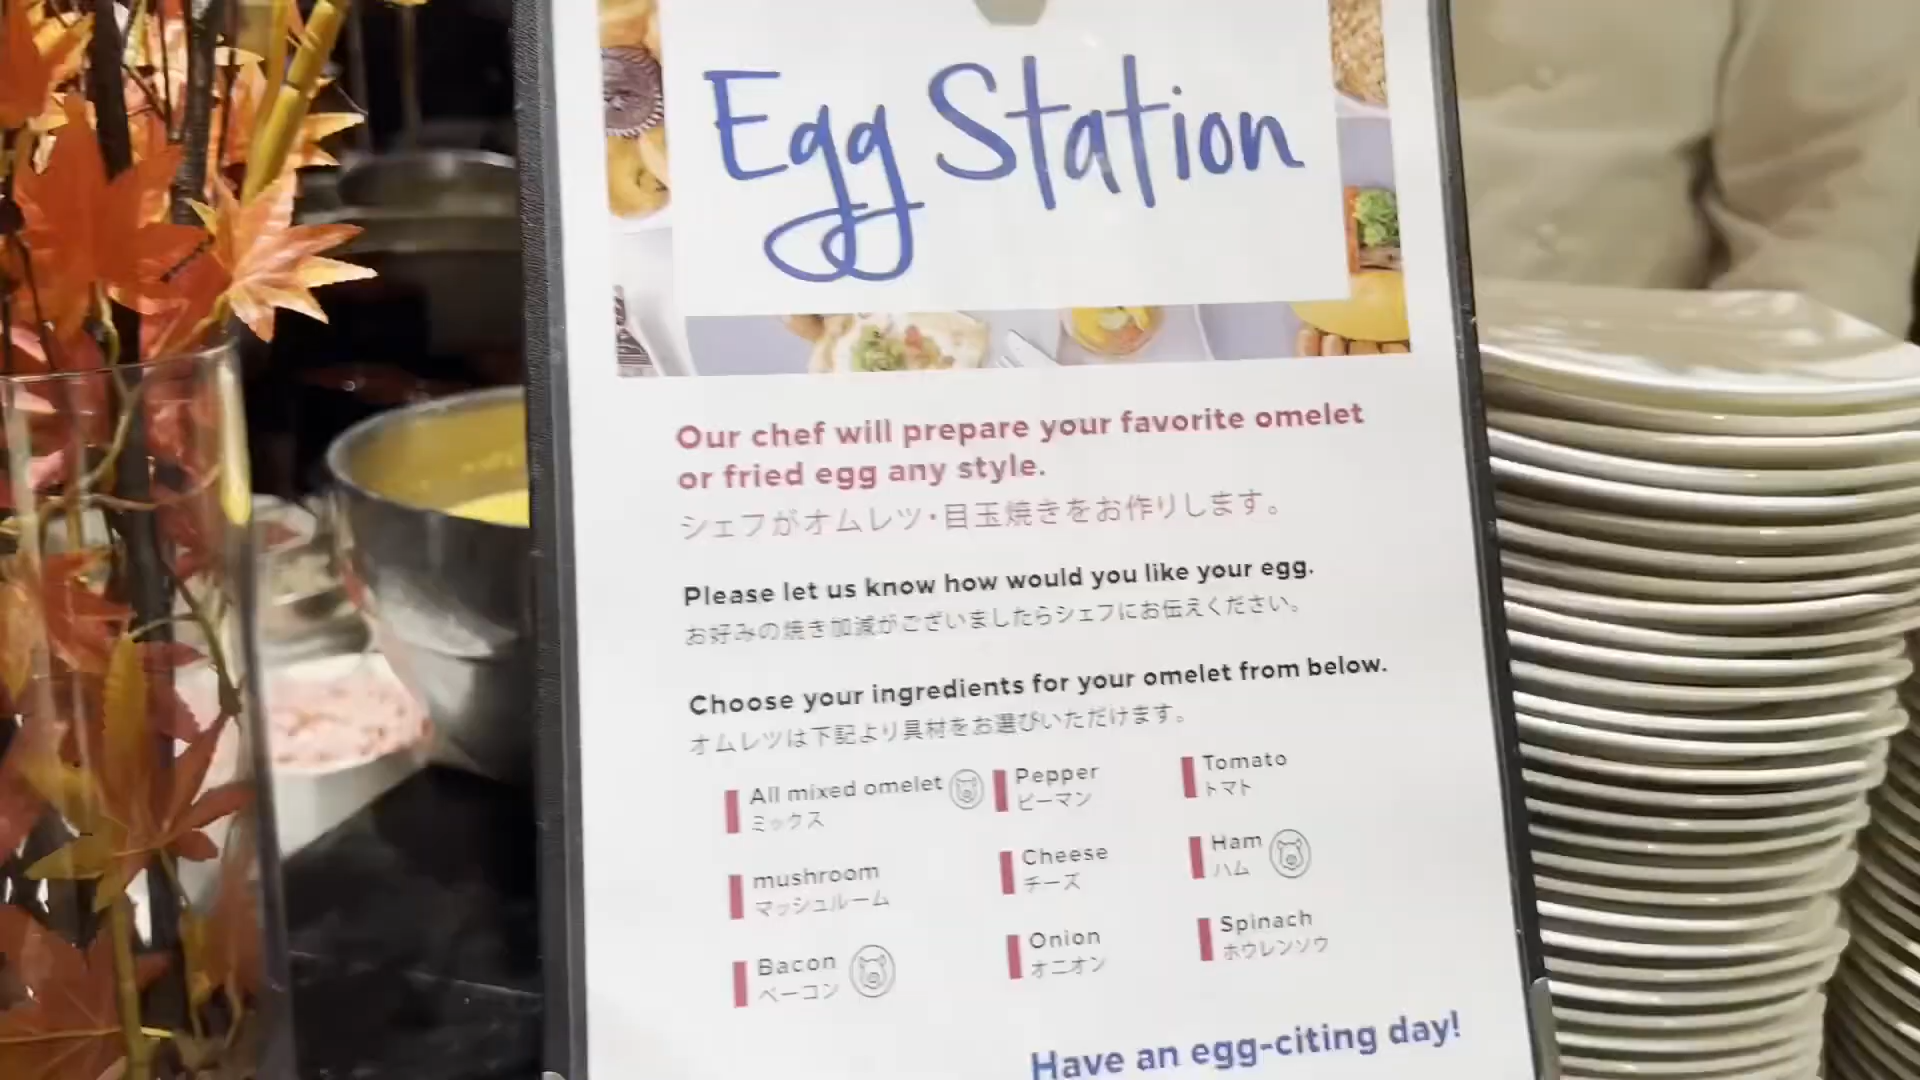 Egg Station
Our chef will prepare your favorite omelet
or fried egg any style.
シェフがオムレツ・目玉焼きをお作りします。
Please let us know how would you like your egg.
お好みの焼き加減がございましたらシェフにお伝えください。
Choose your ingredients for your omelet from below.
オムレツは下記より具材をお選びいただけます。
All mixed omelet
ミックス
Pepper
ピーマン
Tomato
トマト
mushroom
マッシュルーム
Cheese
チーズ
Ham
ハム
Bacon
ベーコン
Onion
オニオン
Spinach
ホウレンソウ
Have an egg-citing day!